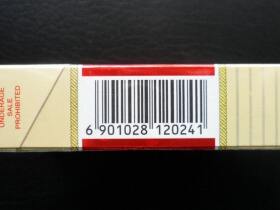 UNDERAGE
SALE
PROHIBITED
6 901028 120241